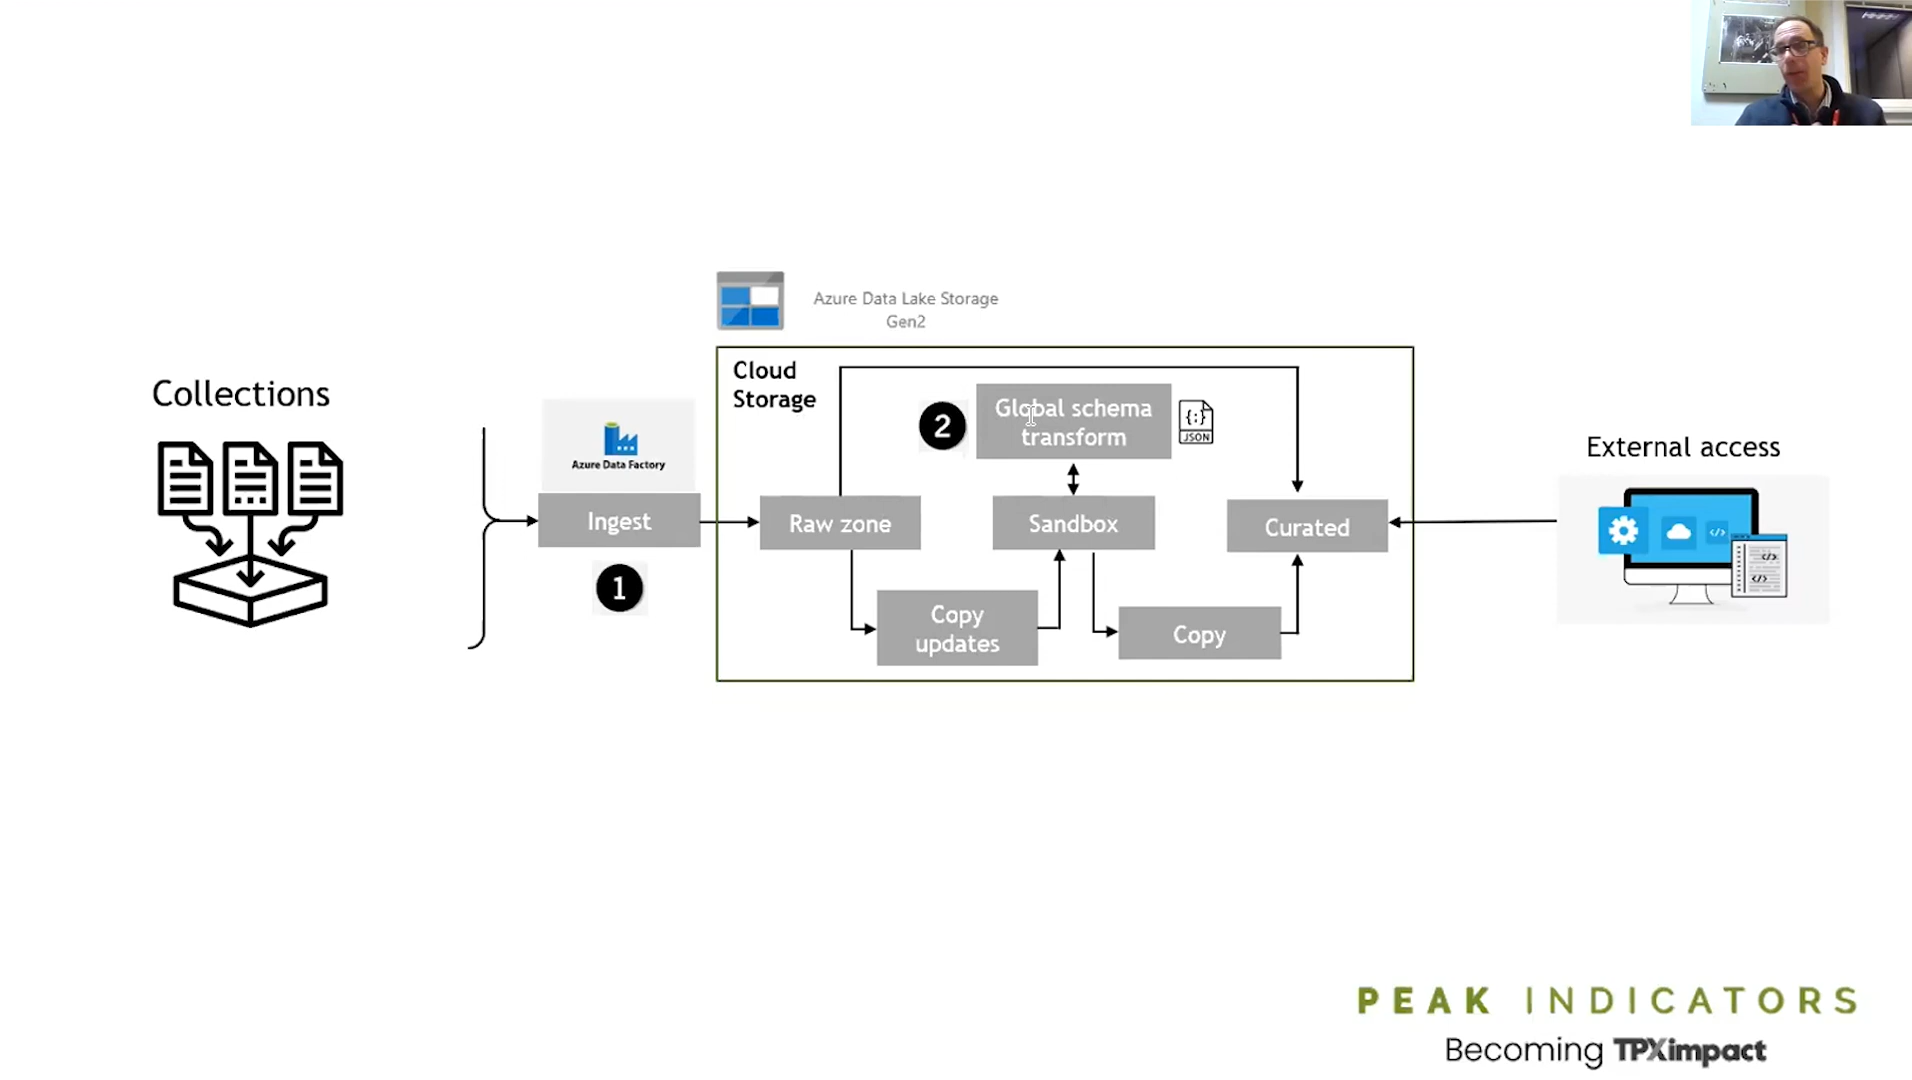 Azure Data Lake Storage
Gen2
Collections
Cloud
Storage
Azure Data Factory
Ingest
1
2
Global schema
transform
{:}
JSON
Raw zone
Sandbox
Curated
Copy
updates
Copy
External access
</>
</>
</>
PEAK INDICATORS
Becoming TPXimpact